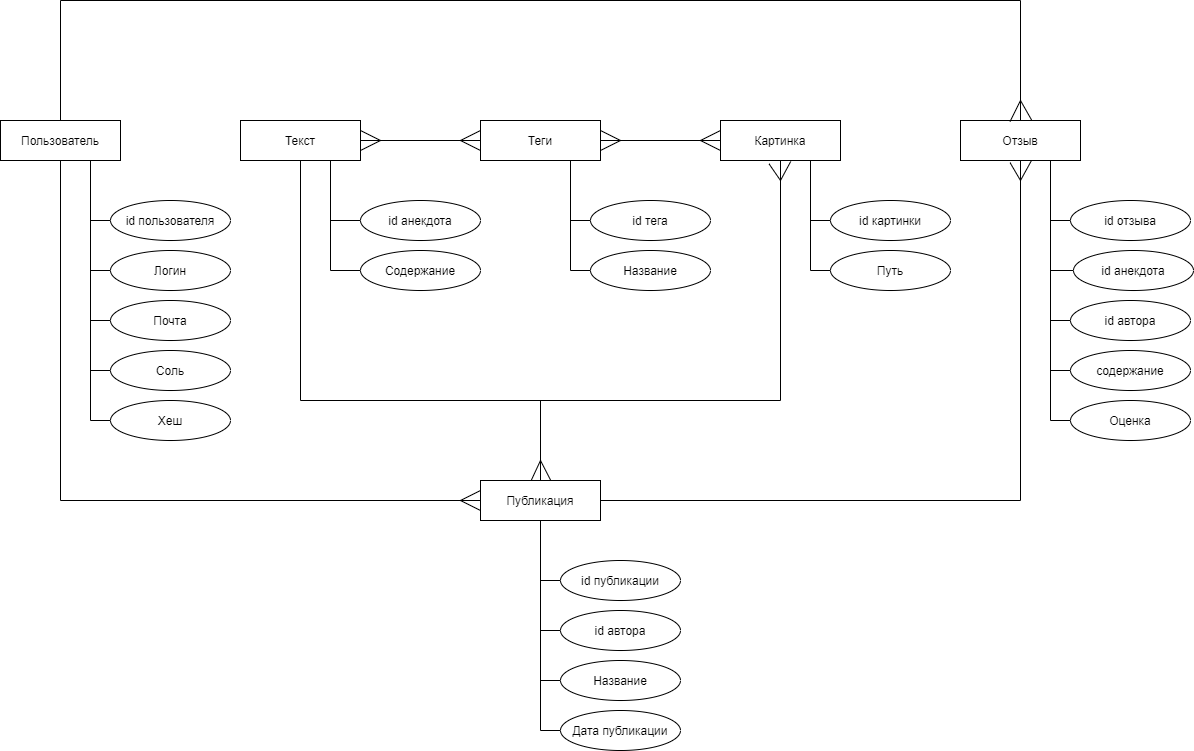 Пользователь
Текст
Теги
Картинка
Отзыв
id пользователя
Логин
Почта
Соль
Хеш
id анекдота
Содержание
id тега
Название
id картинки
Путь
id отзыва
id анекдота
id автора
содержание
Оценка
Публикация
id публикации
id автора
Название
Дата публикации